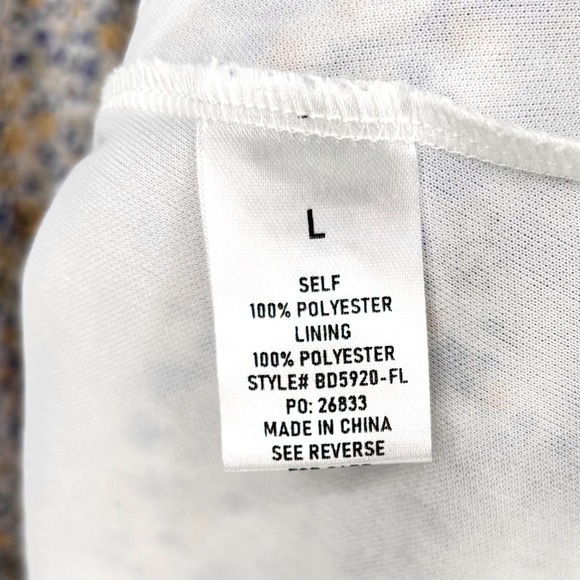 L
SELF
100% POLYESTER
LINING
100% POLYESTER
STYLE# BD5920-FL
PO: 26833
MADE IN CHINA
SEE REVERSE